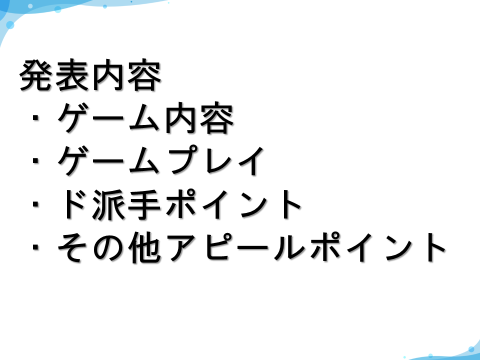 発表内容
・ゲーム内容
・ゲームプレイ
・ド派手ポイント
・その他アピールポイント